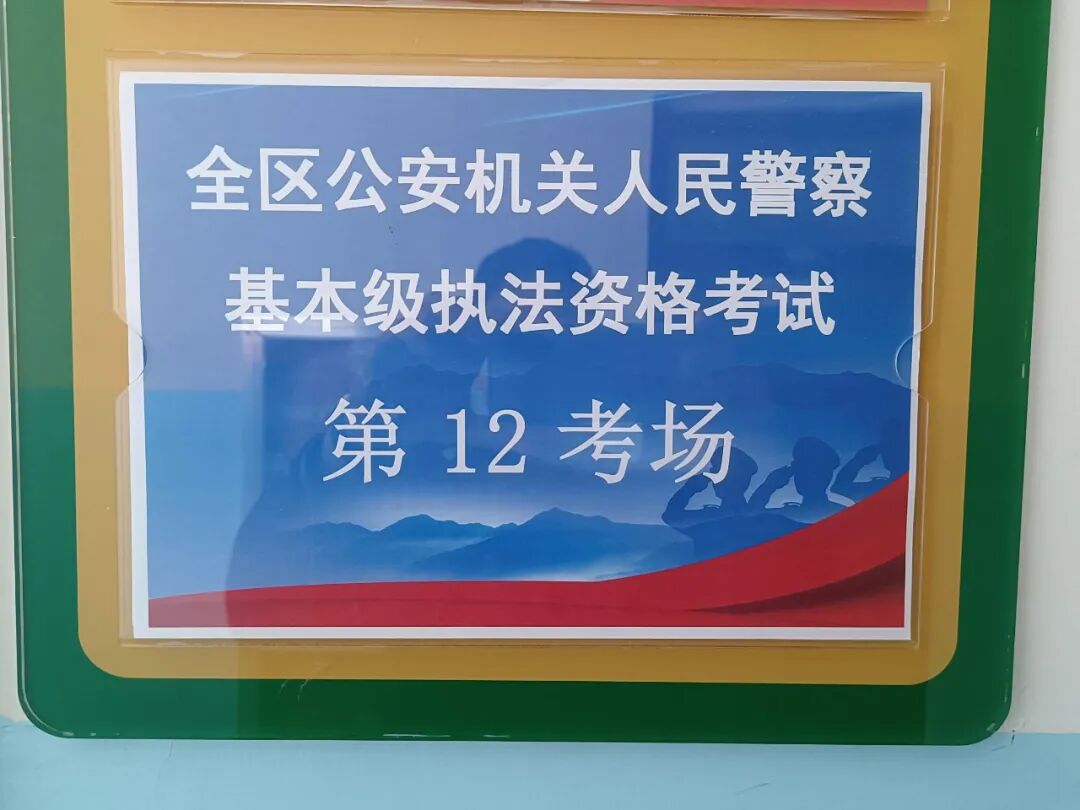 全区公安机关人民警察
基本级执法资格考试
第 12 考场